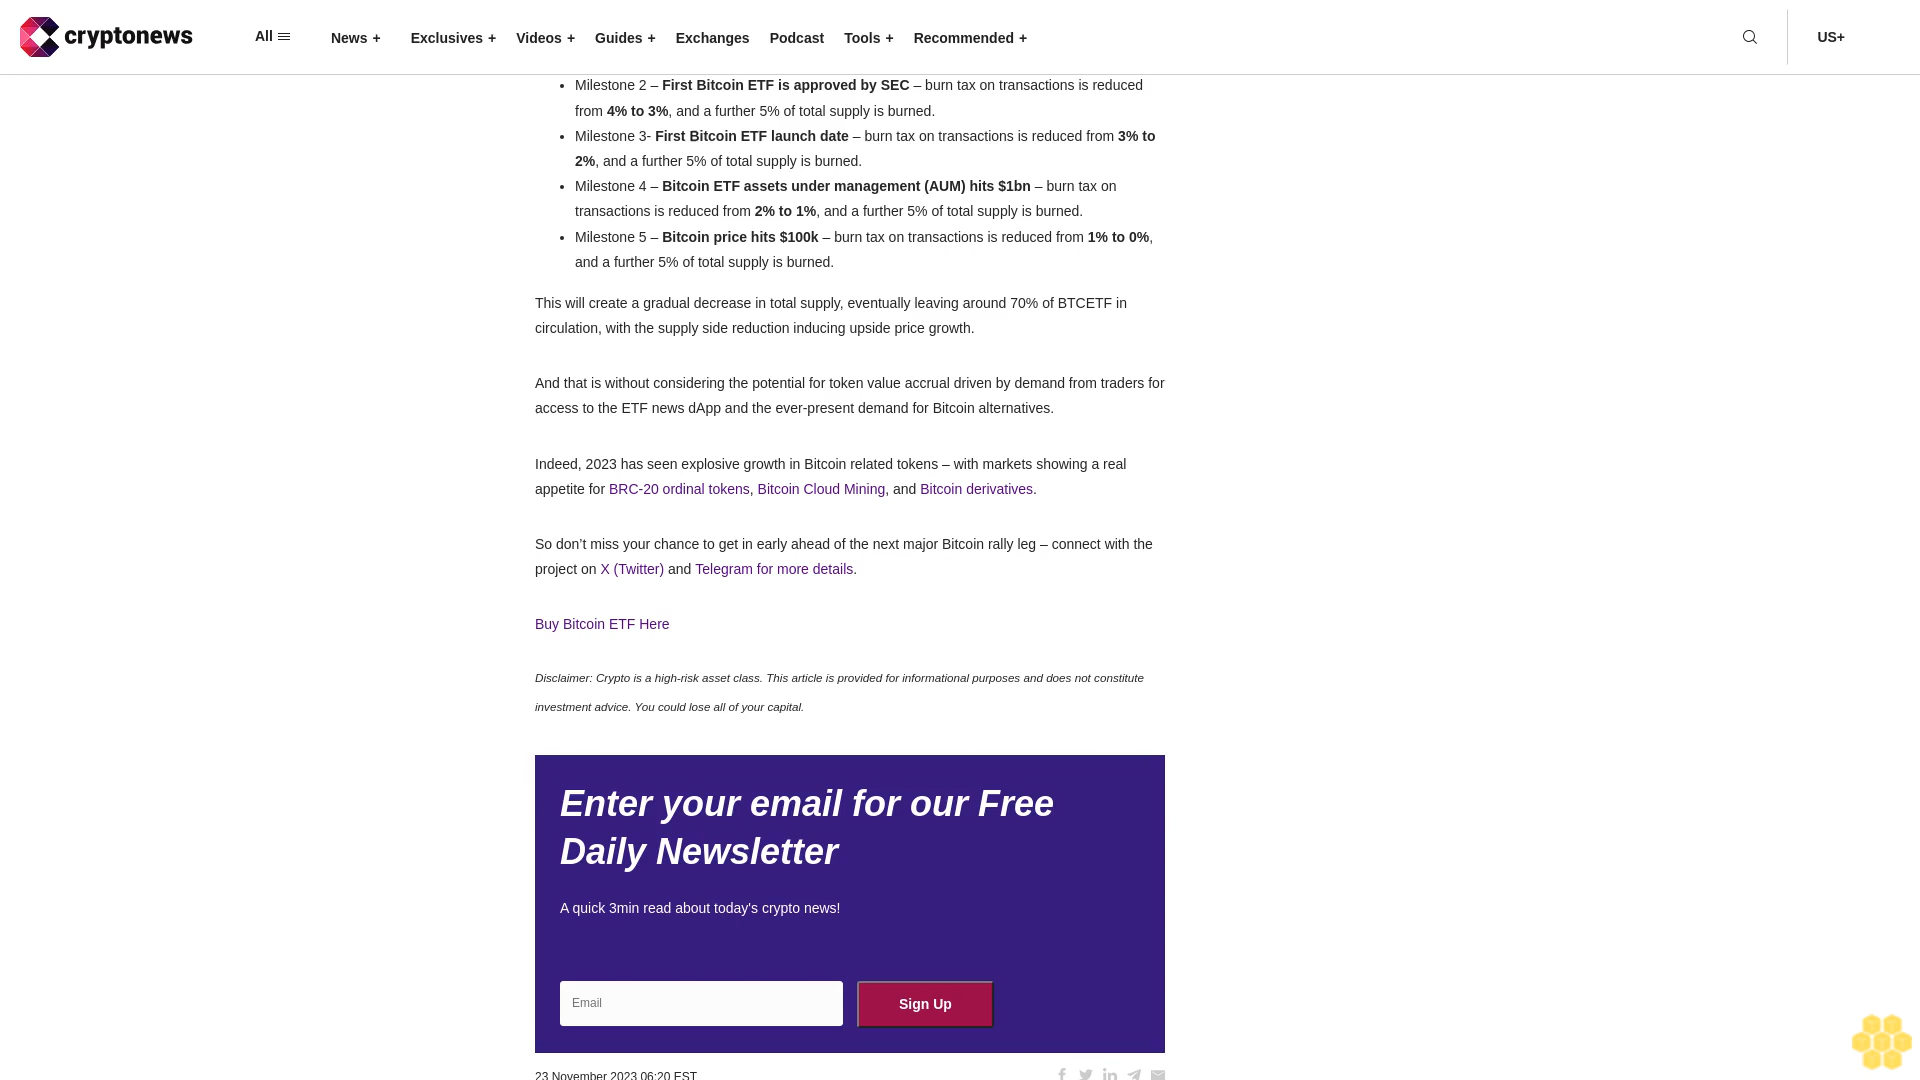 cryptonews
All
News +
Exclusives +
Videos +
Guides +
Exchanges
Podcast
Tools +
Recommended +
US+
• Milestone 2 – First Bitcoin ETF is approved by SEC – burn tax on transactions is reduced
from 4% to 3%, and a further 5% of total supply is burned.
• Milestone 3- First Bitcoin ETF launch date – burn tax on transactions is reduced from 3% to
2%, and a further 5% of total supply is burned.
• Milestone 4 – Bitcoin ETF assets under management (AUM) hits $1bn – burn tax on
transactions is reduced from 2% to 1%, and a further 5% of total supply is burned.
• Milestone 5 – Bitcoin price hits $100k – burn tax on transactions is reduced from 1% to 0%,
and a further 5% of total supply is burned.
This will create a gradual decrease in total supply, eventually leaving around 70% of BTCETF in
circulation, with the supply side reduction inducing upside price growth.
And that is without considering the potential for token value accrual driven by demand from traders for
access to the ETF news dApp and the ever-present demand for Bitcoin alternatives.
Indeed, 2023 has seen explosive growth in Bitcoin related tokens – with markets showing a real
appetite for BRC-20 ordinal tokens, Bitcoin Cloud Mining, and Bitcoin derivatives.
So don’t miss your chance to get in early ahead of the next major Bitcoin rally leg – connect with the
project on X (Twitter) and Telegram for more details.
Buy Bitcoin ETF Here
Disclaimer: Crypto is a high-risk asset class. This article is provided for informational purposes and does not constitute
investment advice. You could lose all of your capital.
Enter your email for our Free
Daily Newsletter
A quick 3min read about today's crypto news!
Email
Sign Up
23 November 2023 06:20 EST